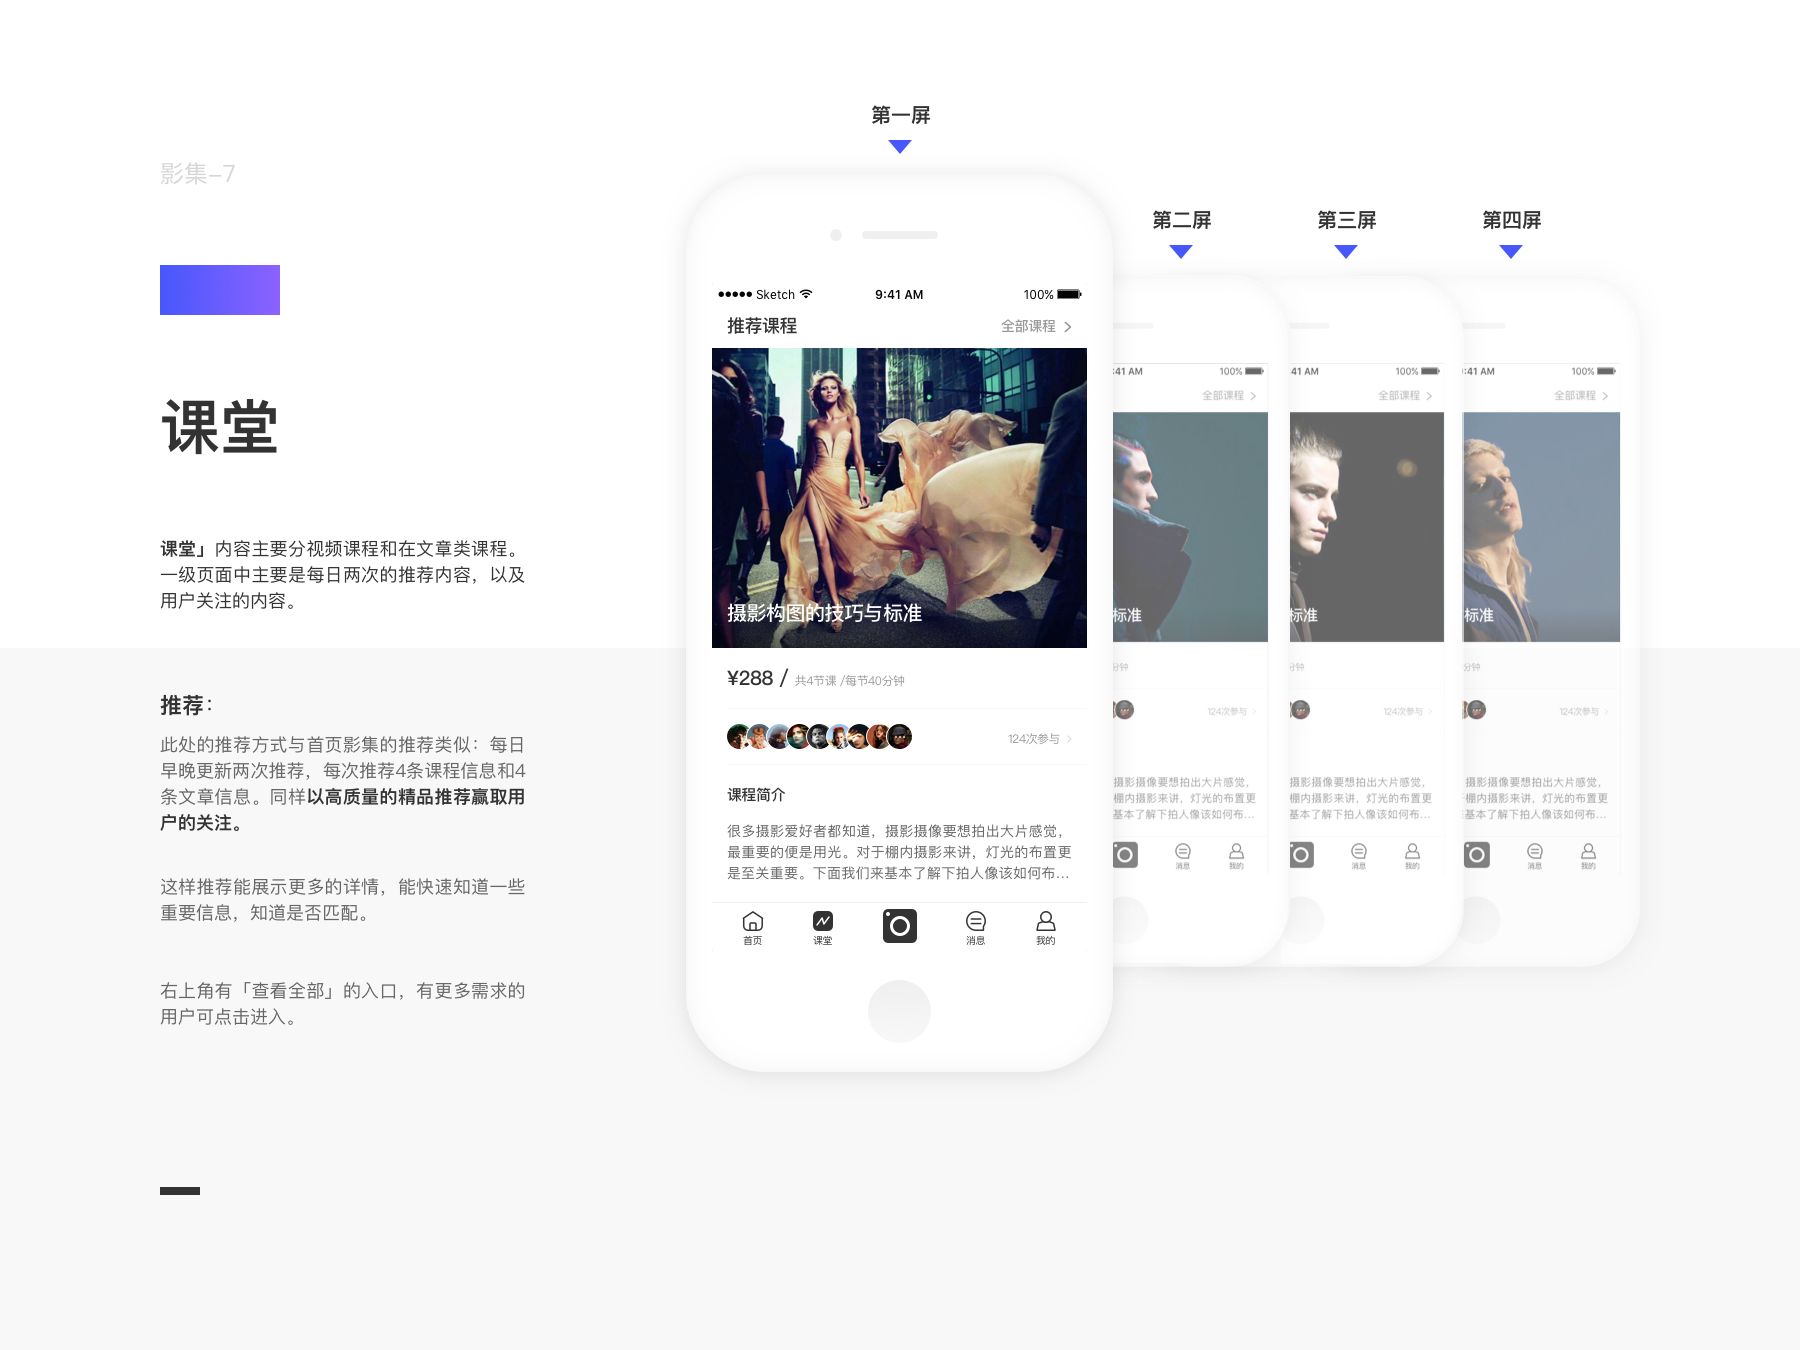 影集–7
课堂
课堂」内容主要分视频课程和在文章类课程。
一级页面中主要是每日两次的推荐内容，以及
用户关注的内容。
推荐：
此处的推荐方式与首页影集的推荐类似：每日
早晚更新两次推荐，每次推荐4条课程信息和4
条文章信息。同样以高质量的精品推荐赢取用
户的关注。
这样推荐能展示更多的详情，能快速知道一些
重要信息，知道是否匹配。
右上角有「查看全部」的入口，有更多需求的
用户可点击进入。
第一屏
Sketch 9:41 AM 100%
推荐课程 全部课程
摄影构图的技巧与标准
¥288 / 共4节课 /每节40分钟
124次参与
课程简介
很多摄影爱好者都知道，摄影摄像要想拍出大片感觉，
最重要的便是用光。对于棚内摄影来讲，灯光的布置更
是至关重要。下面我们来基本了解下拍人像该如何布...
首页 课堂 消息 我的
第二屏
:41 AM 100%
全部课程
标准
分钟
124次参与
摄影摄像要想拍出大片感觉，
棚内摄影来讲，灯光的布置更
基本了解下拍人像该如何布...
消息 我的
第三屏
41 AM 100%
全部课程
标准
分钟
124次参与
摄影摄像要想拍出大片感觉，
棚内摄影来讲，灯光的布置更
基本了解下拍人像该如何布...
消息 我的
第四屏
:41 AM 100%
全部课程
标准
分钟
124次参与
摄影摄像要想拍出大片感觉，
棚内摄影来讲，灯光的布置更
基本了解下拍人像该如何布...
消息 我的